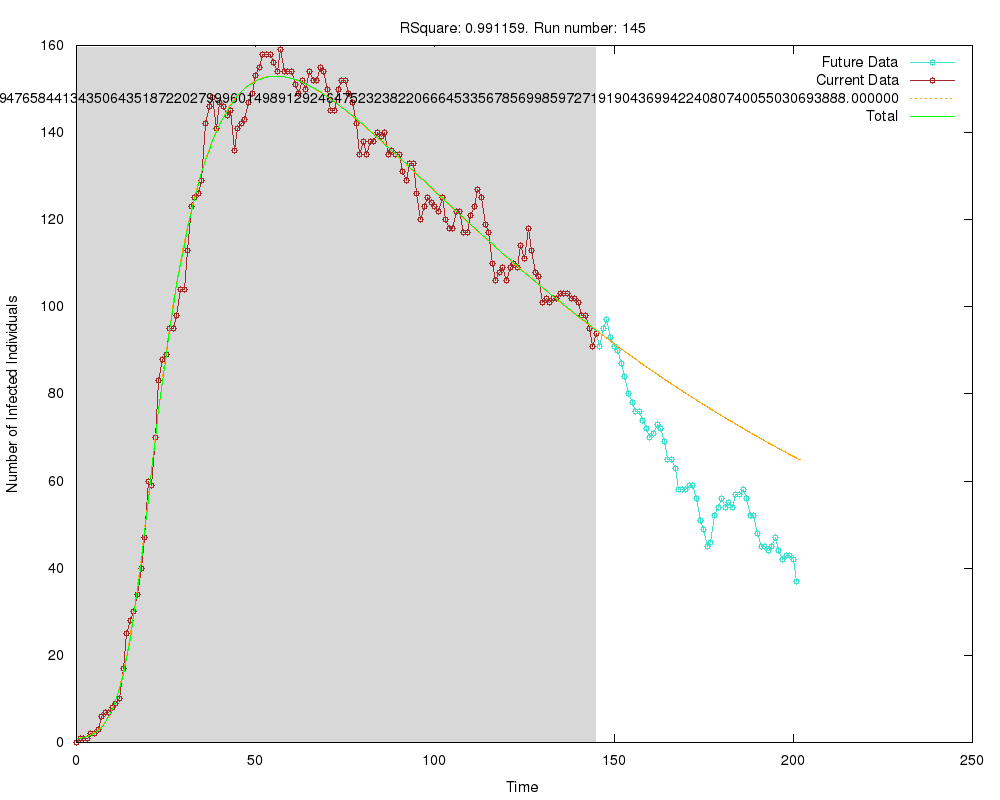 RSquare: 0.991159. Run number: 145
160
Future Data
Current Data
Total
140
120
100
80
60
40
20
0
Number of Infected Individuals
0 50 100 150 200 250
Time